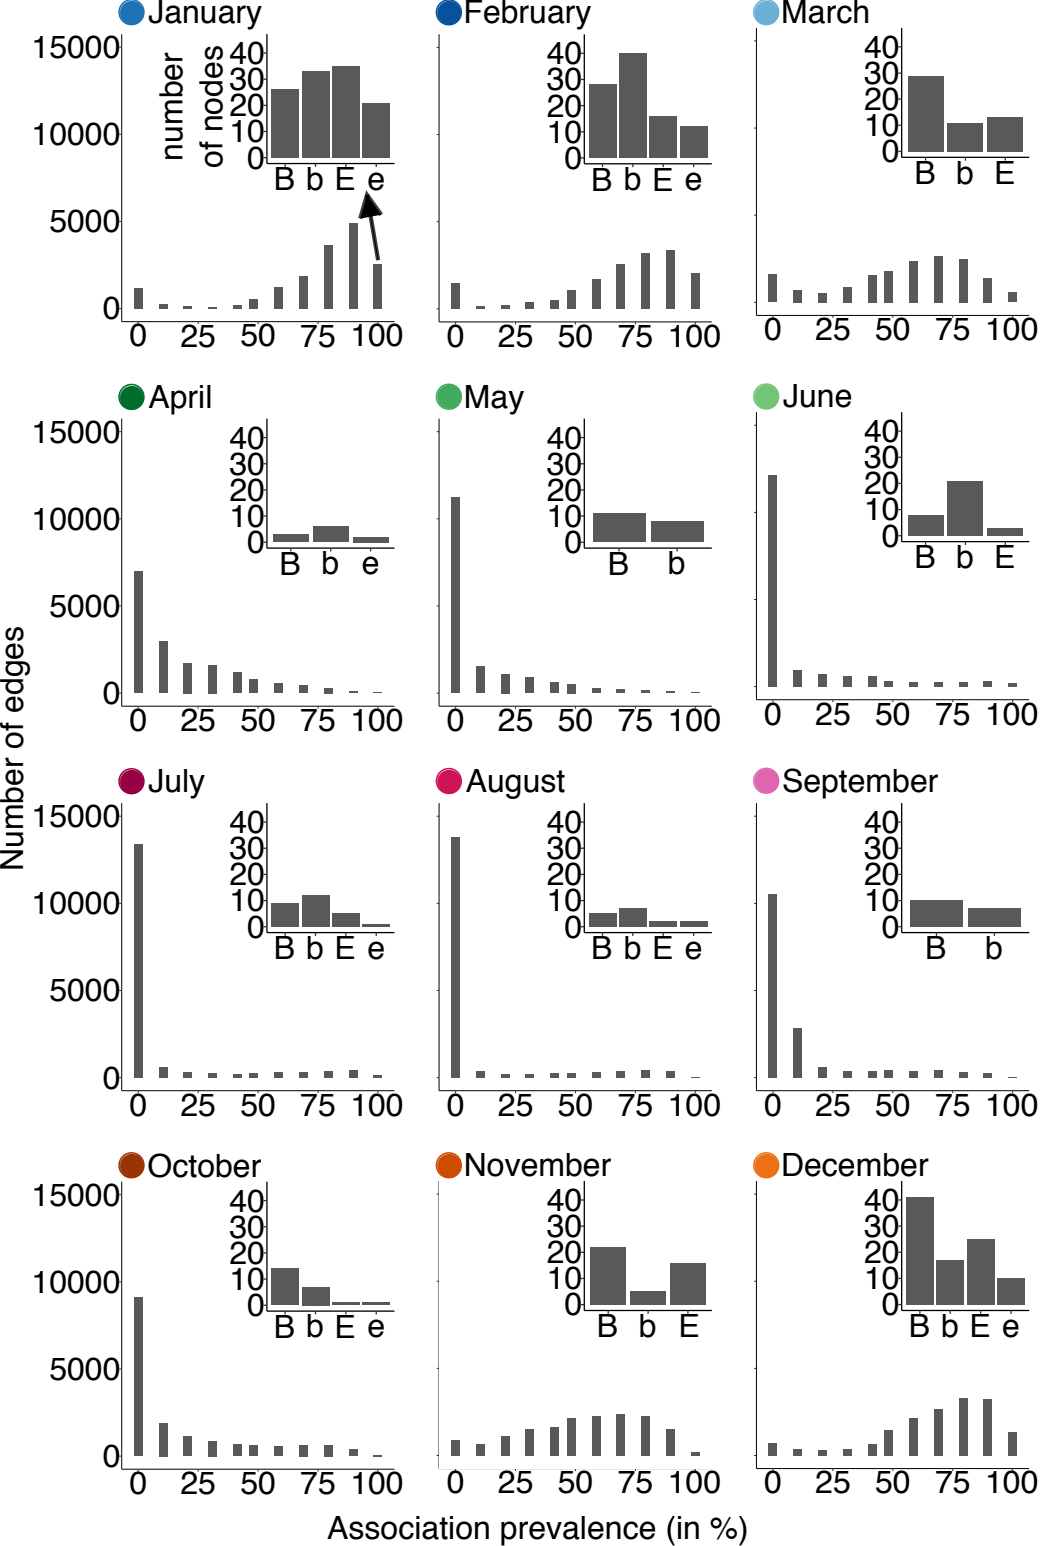 January
February
March
15000
10000
5000
0
number
of nodes
40
30
20
10
0
B b E e
40
30
20
10
0
B b E e
40
30
20
10
0
B b E
0 25 50 75 100
0 25 50 75 100
0 25 50 75 100
April
May
June
15000
10000
5000
0
40
30
20
10
0
B b e
40
30
20
10
0
B b
40
30
20
10
0
B b E
0 25 50 75 100
0 25 50 75 100
0 25 50 75 100
Number of edges
July
August
September
15000
10000
5000
0
40
30
20
10
0
B b E e
40
30
20
10
0
B b E e
40
30
20
10
0
B b
0 25 50 75 100
0 25 50 75 100
0 25 50 75 100
October
November
December
15000
10000
5000
0
40
30
20
10
0
B b E e
40
30
20
10
0
B b E
40
30
20
10
0
B b E e
0 25 50 75 100
0 25 50 75 100
0 25 50 75 100
Association prevalence (in %)